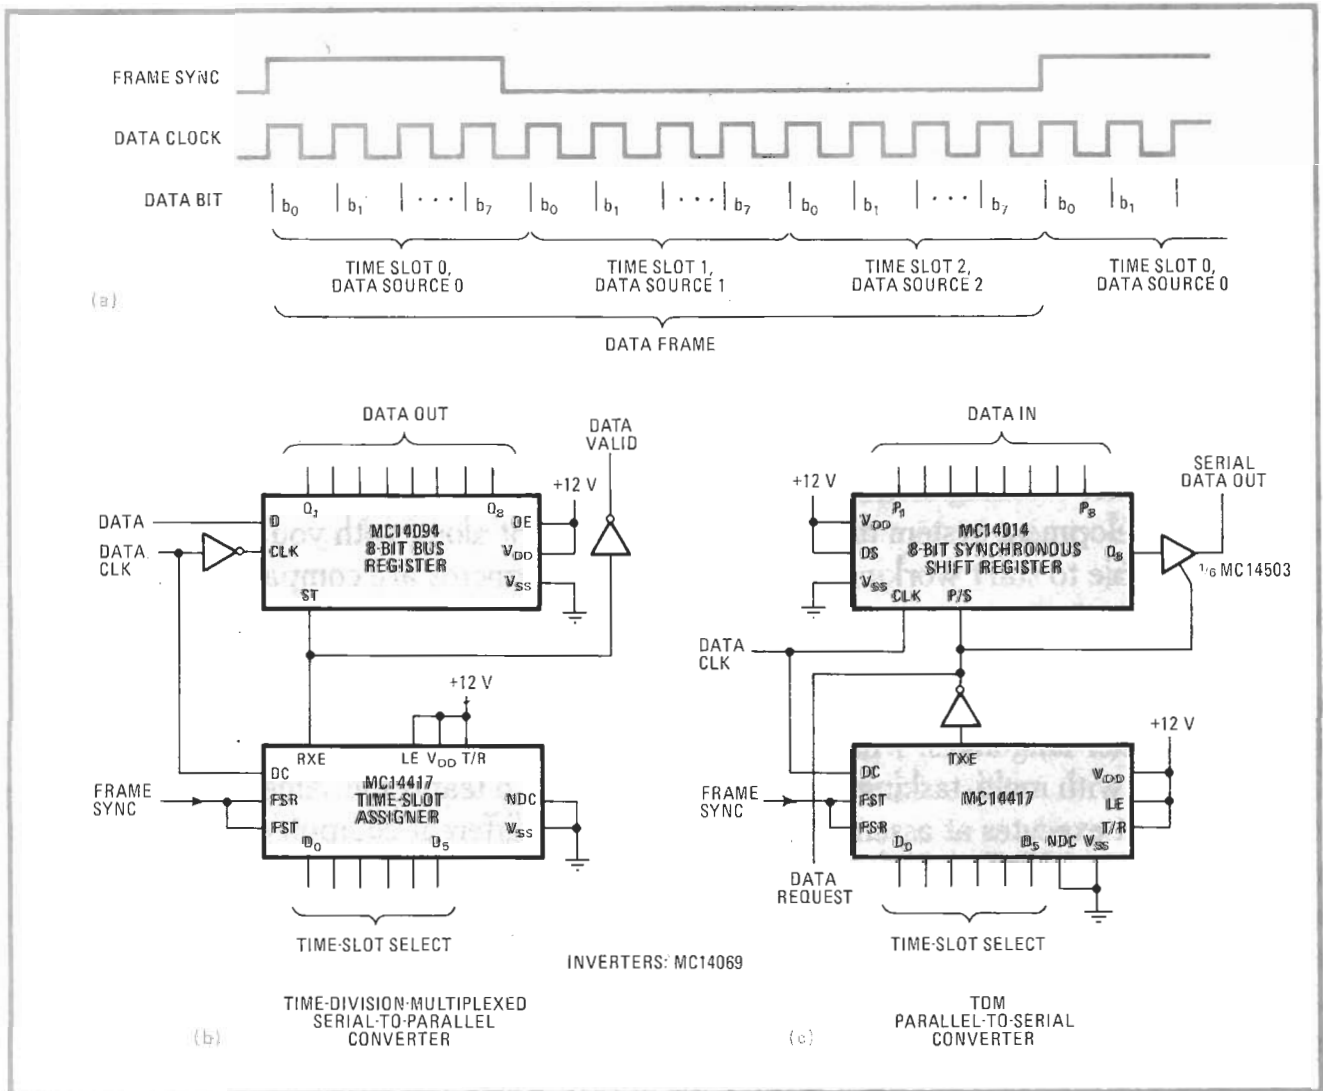 FRAME SYNC
DATA CLOCK
DATA BIT
b0 b1 · · · b7 b0 b1 · · · b7 b0 b1 · · · b7 b0 b1
TIME SLOT 0,
DATA SOURCE 0
TIME SLOT 1,
DATA SOURCE 1
TIME SLOT 2,
DATA SOURCE 2
TIME SLOT 0,
DATA SOURCE 0
(a)
DATA FRAME
DATA OUT
DATA
VALID
+12 V
Q1
Q8
DATA
D
OE
MC14094
8-BIT BUS
REGISTER
DATA
CLK
CLK
VDD
VSS
ST
+12 V
RXE
LE VDD T/R
DC
MC14417
TIME-SLOT
ASSIGNER
FRAME
SYNC
FSR
FST
NDC
VSS
D0
D5
TIME-SLOT SELECT
TIME-DIVISION-MULTIPLEXED
SERIAL-TO-PARALLEL
CONVERTER
(b)
INVERTERS: MC14069
DATA IN
SERIAL
DATA OUT
+12 V
P1
P8
VDD
DS
VSS
MC14014
8-BIT SYNCHRONOUS
SHIFT REGISTER
Q8
1/6 MC14503
CLK
P/S
DATA
CLK
+12 V
TXE
DC
VDD
FRAME
SYNC
FST
MC14417
LE
FSR
T/R
D0
D5 NDC VSS
DATA
REQUEST
TIME-SLOT SELECT
TDM
PARALLEL-TO-SERIAL
CONVERTER
(c)